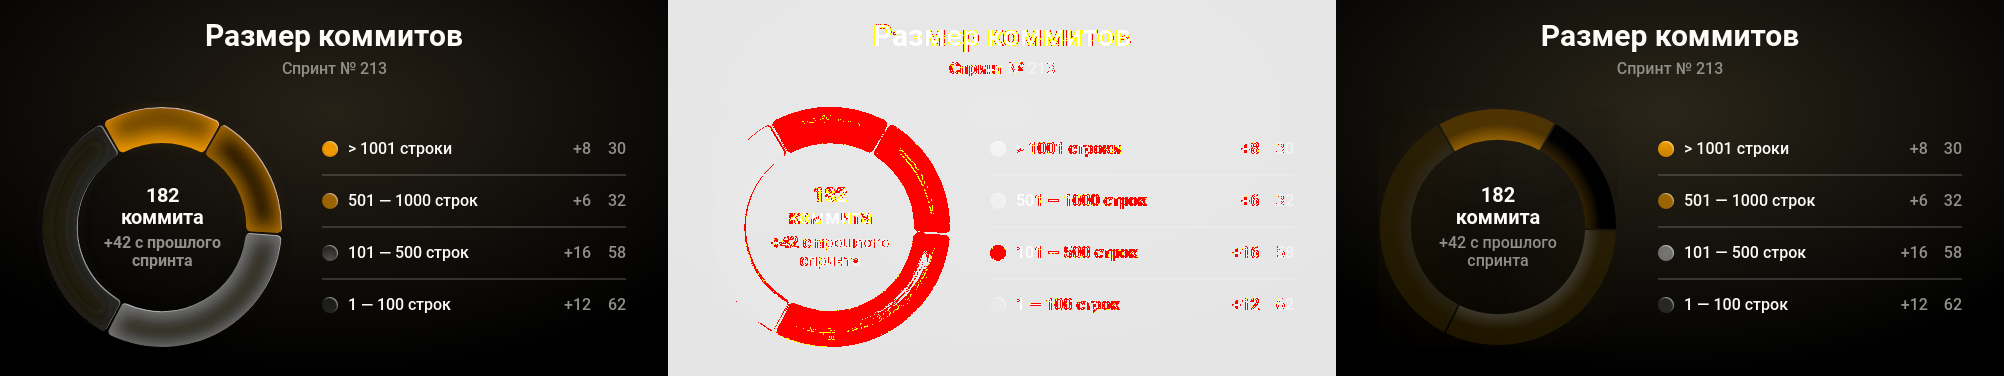 Размер коммитов
Спринт № 213
182
коммита
+42 с прошлого
спринта
> 1001 строки +8 30
501 — 1000 строк +6 32
101 — 500 строк +16 58
1 — 100 строк +12 62
Размер коммитов
Спринт № 213
182
коммита
+42 с прошлого
спринта
> 1001 строки +8 30
501 — 1000 строк +6 32
101 — 500 строк +16 58
1 — 100 строк +12 62
Размер коммитов
Спринт № 213
182
коммита
+42 с прошлого
спринта
> 1001 строки +8 30
501 — 1000 строк +6 32
101 — 500 строк +16 58
1 — 100 строк +12 62